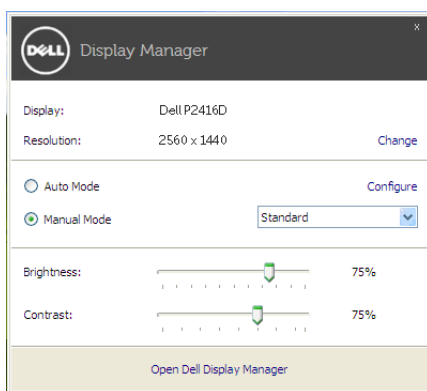 x
DELL Display Manager
Display: Dell P2416D
Resolution: 2560 x 1440 Change
Auto Mode Configure
Manual Mode Standard
Brightness: 75%
Contrast: 75%
Open Dell Display Manager